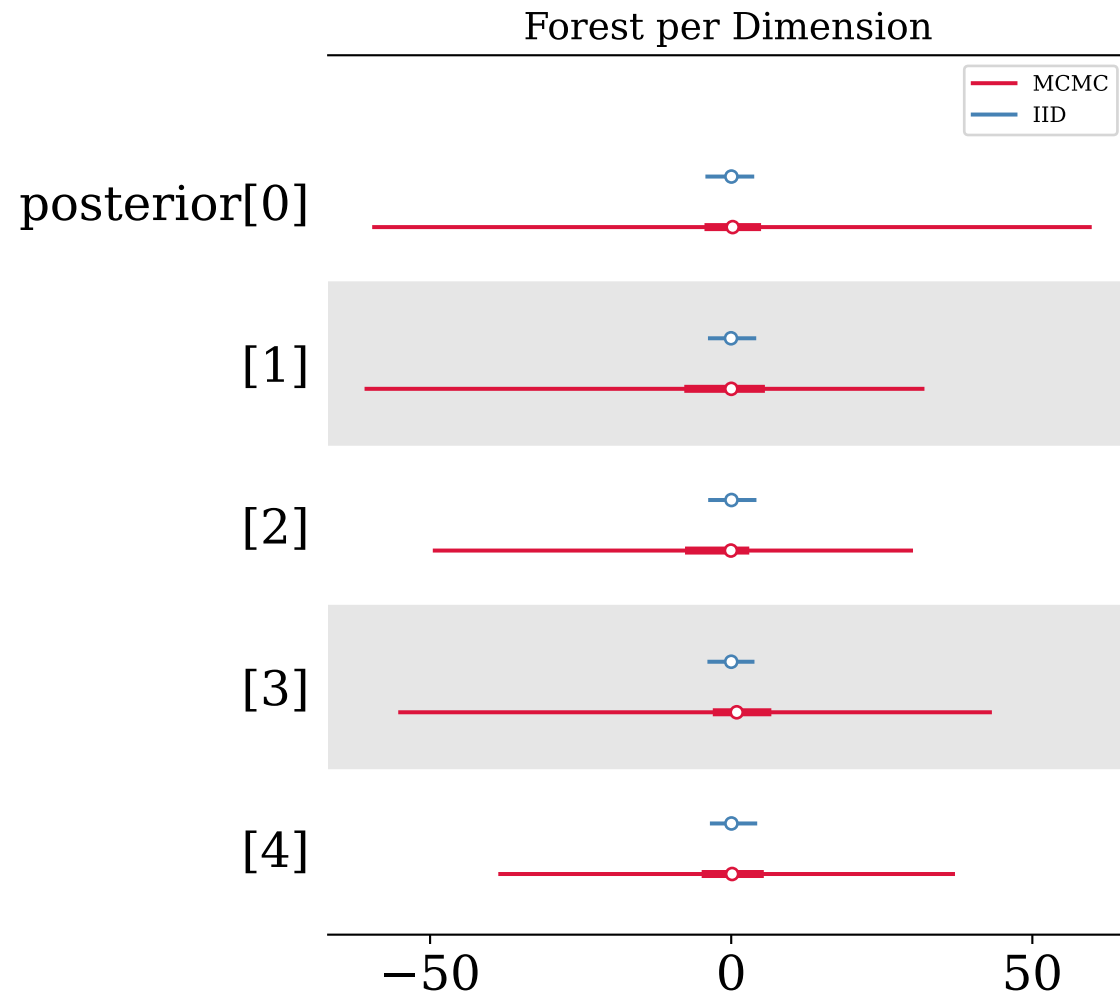 Forest per Dimension
MCMC
IID
posterior[0]
[1]
[2]
[3]
[4]
−50 0 50